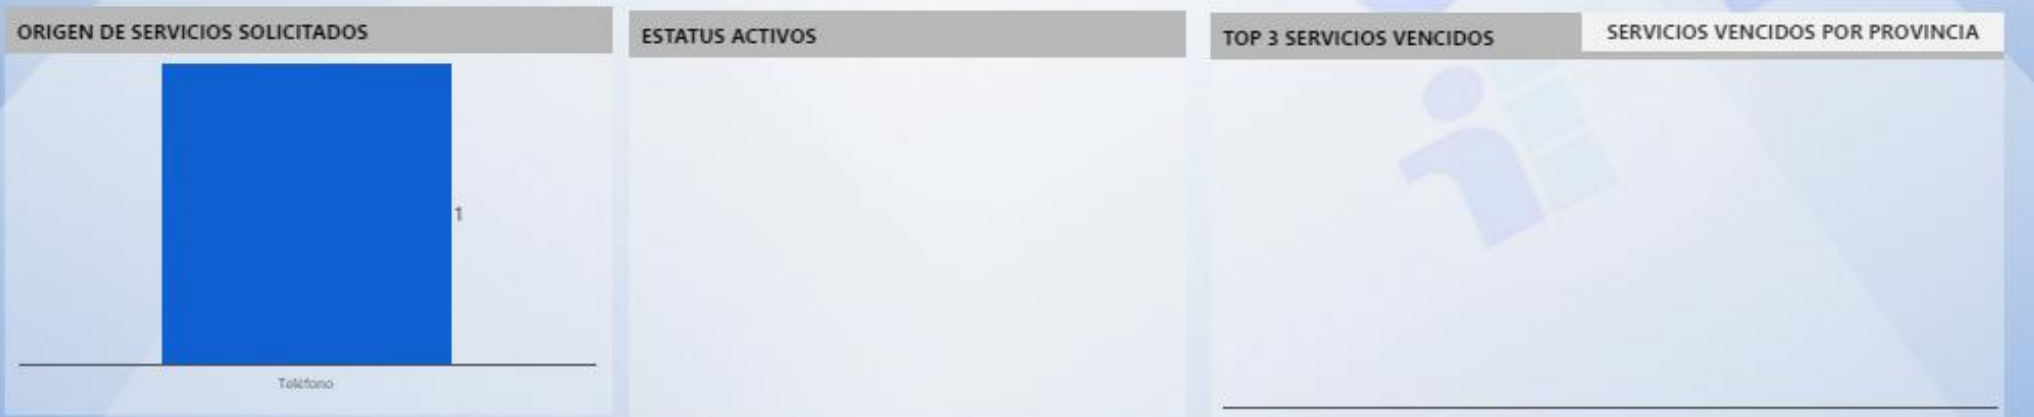 ORIGEN DE SERVICIOS SOLICITADOS
1
Teléfono
ESTATUS ACTIVOS
TOP 3 SERVICIOS VENCIDOS
SERVICIOS VENCIDOS POR PROVINCIA